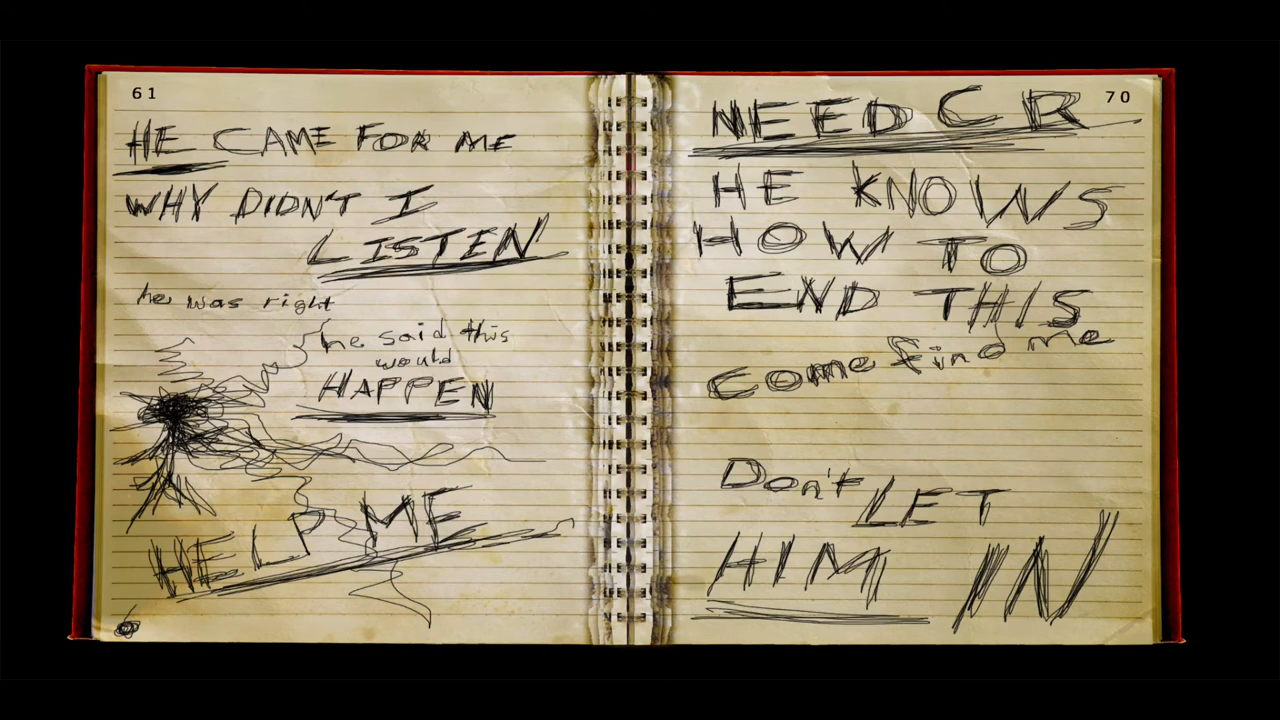 61
HE CAME FOR ME
WHY DIDN'T I
LISTEN
he was right
he said this
would
HAPPEN
HELP ME
70
NEED CR
HE KNOWS
HOW TO
END THIS
come find me
Don't LET
HIM IN